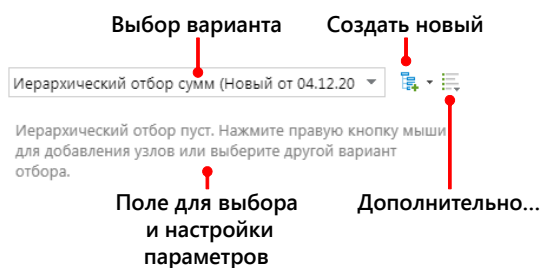 Выбор варианта
Создать новый
Иерархический отбор сумм (Новый от 04.12.20
Иерархический отбор пуст. Нажмите правую кнопку мыши
для добавления узлов или выберите другой вариант
отбора.
Поле для выбора
и настройки
параметров
Дополнительно...